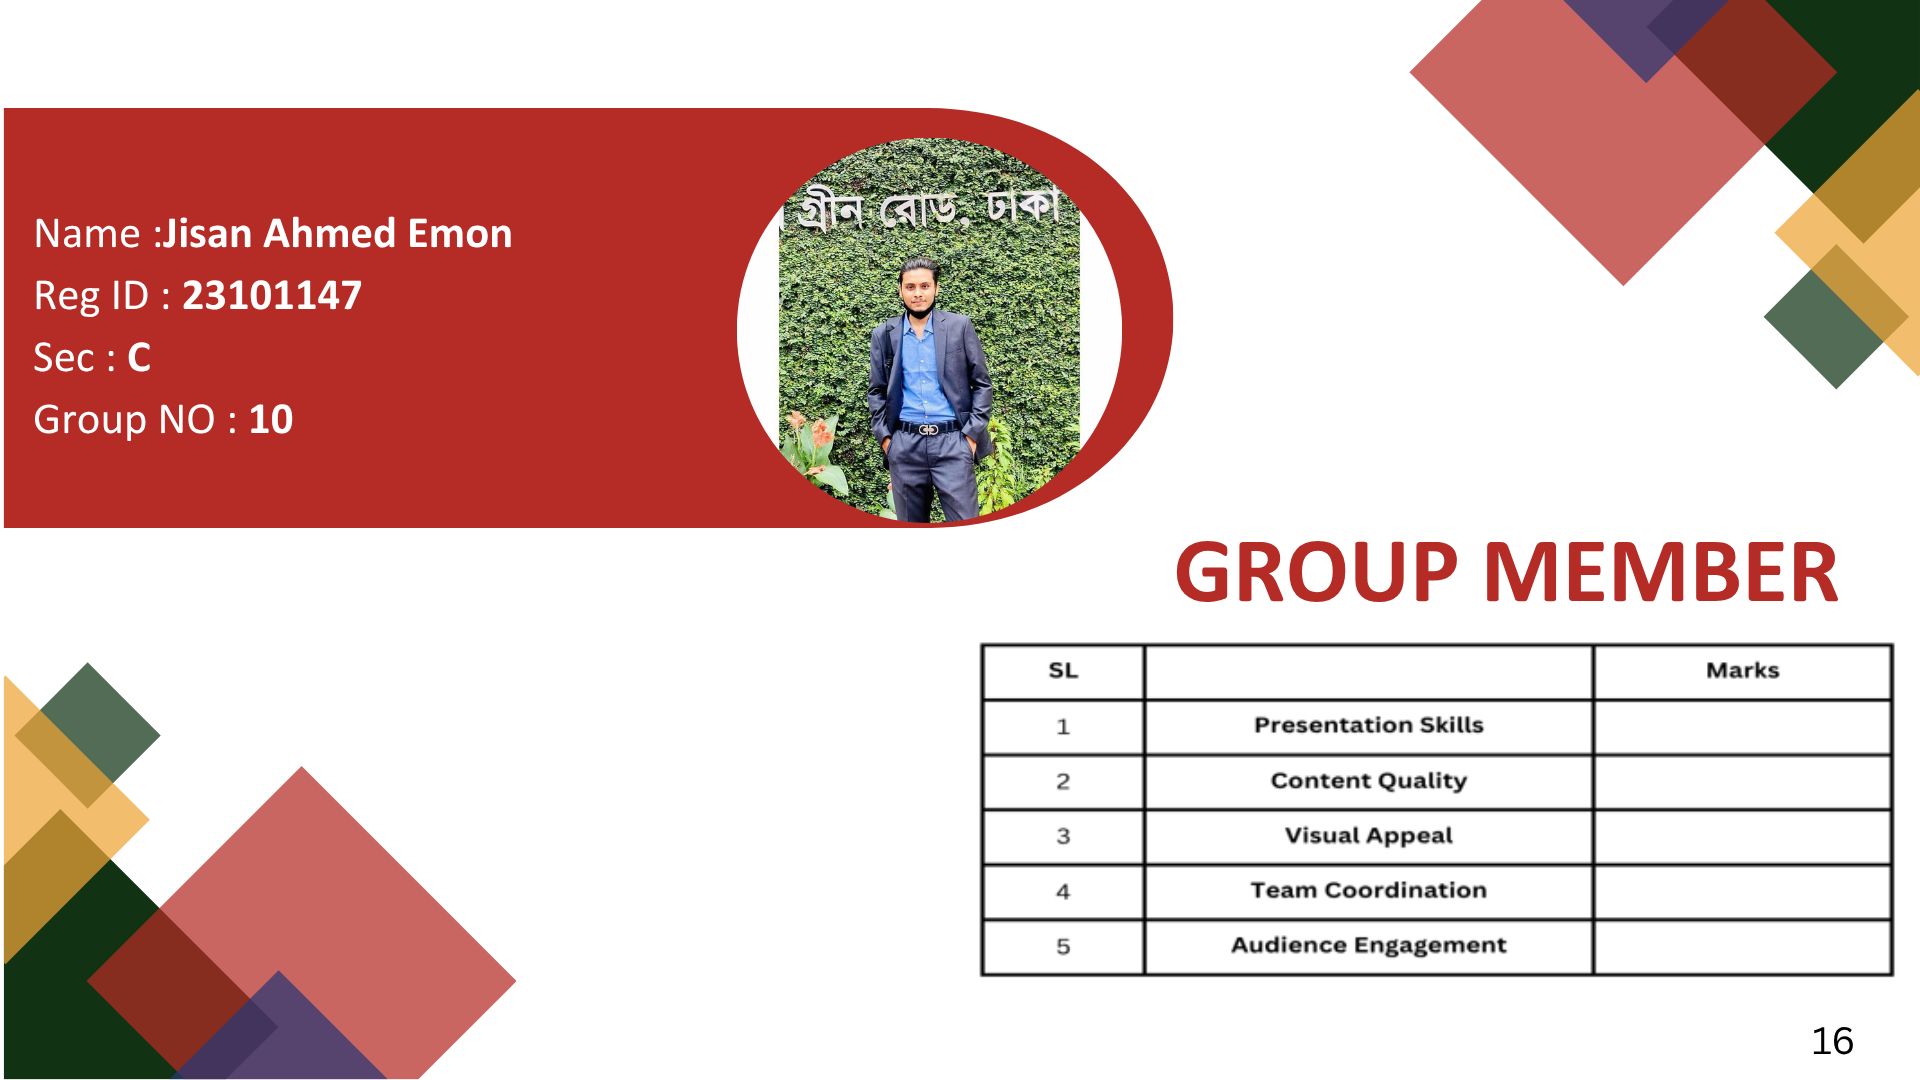 Name :Jisan Ahmed Emon
Reg ID : 23101147
Sec : C
Group NO : 10
গ্রীন রোড, ঢাকা
GROUP MEMBER
SL Marks
1 Presentation Skills
2 Content Quality
3 Visual Appeal
4 Team Coordination
5 Audience Engagement
16